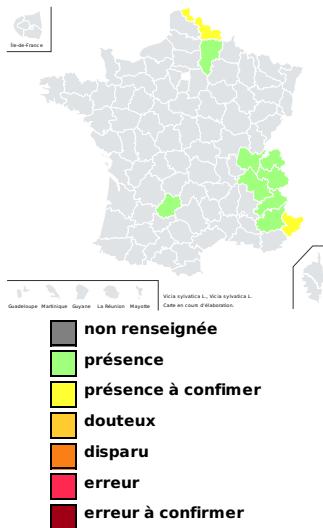 Île-de-France
Guadeloupe Martinique Guyane La Réunion Mayotte
Vicia sylvatica L., Vicia sylvatica L.
Carte en cours d'élaboration.
non renseignée
présence
présence à confimer
douteux
disparu
erreur
erreur à confirmer